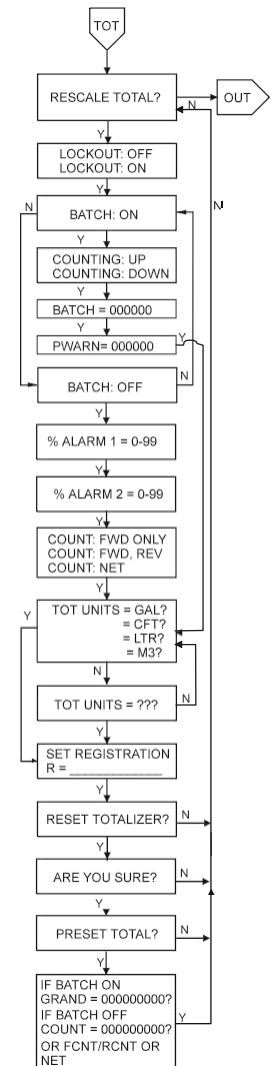 TOT
RESCALE TOTAL?
OUT
N
Y
N
LOCKOUT: OFF
LOCKOUT: ON
Y
N
BATCH: ON
Y
COUNTING: UP
COUNTING: DOWN
Y
BATCH = 000000
Y
Y
PWARN= 000000
BATCH: OFF
N
Y
% ALARM 1 = 0-99
Y
% ALARM 2 = 0-99
Y
COUNT: FWD ONLY
COUNT: FWD, REV
COUNT: NET
Y
Y
TOT UNITS = GAL?
= CFT?
= LTR?
= M3?
N
TOT UNITS = ???
N
Y
SET REGISTRATION
R = ____________
Y
RESET TOTALIZER?
N
Y
ARE YOU SURE?
N
Y
PRESET TOTAL?
N
Y
IF BATCH ON
GRAND = 000000000?
IF BATCH OFF
COUNT = 000000000?
OR FCNT/RCNT OR
NET
Y